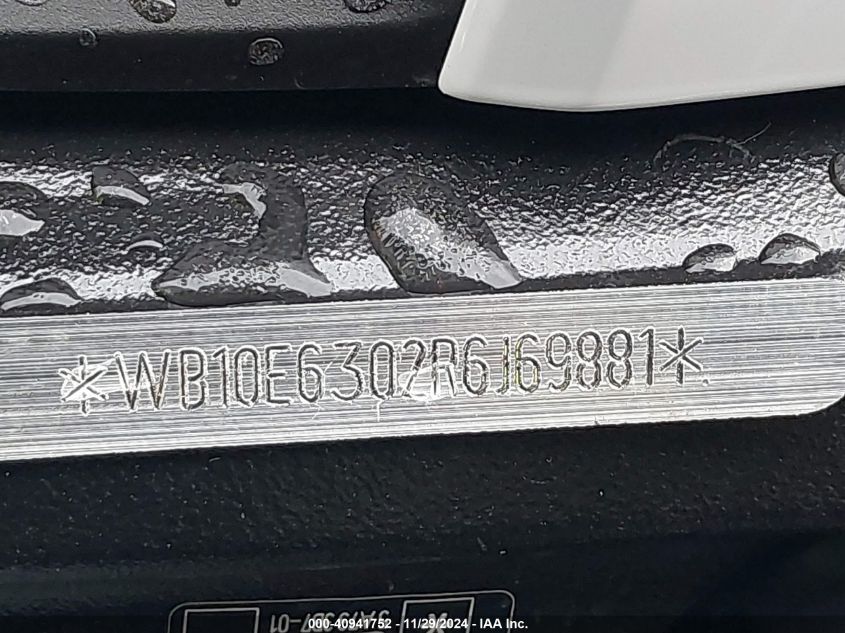 *WB10E6302R6J69881*
000-40941752 — 11/29/2024 — IAA Inc.